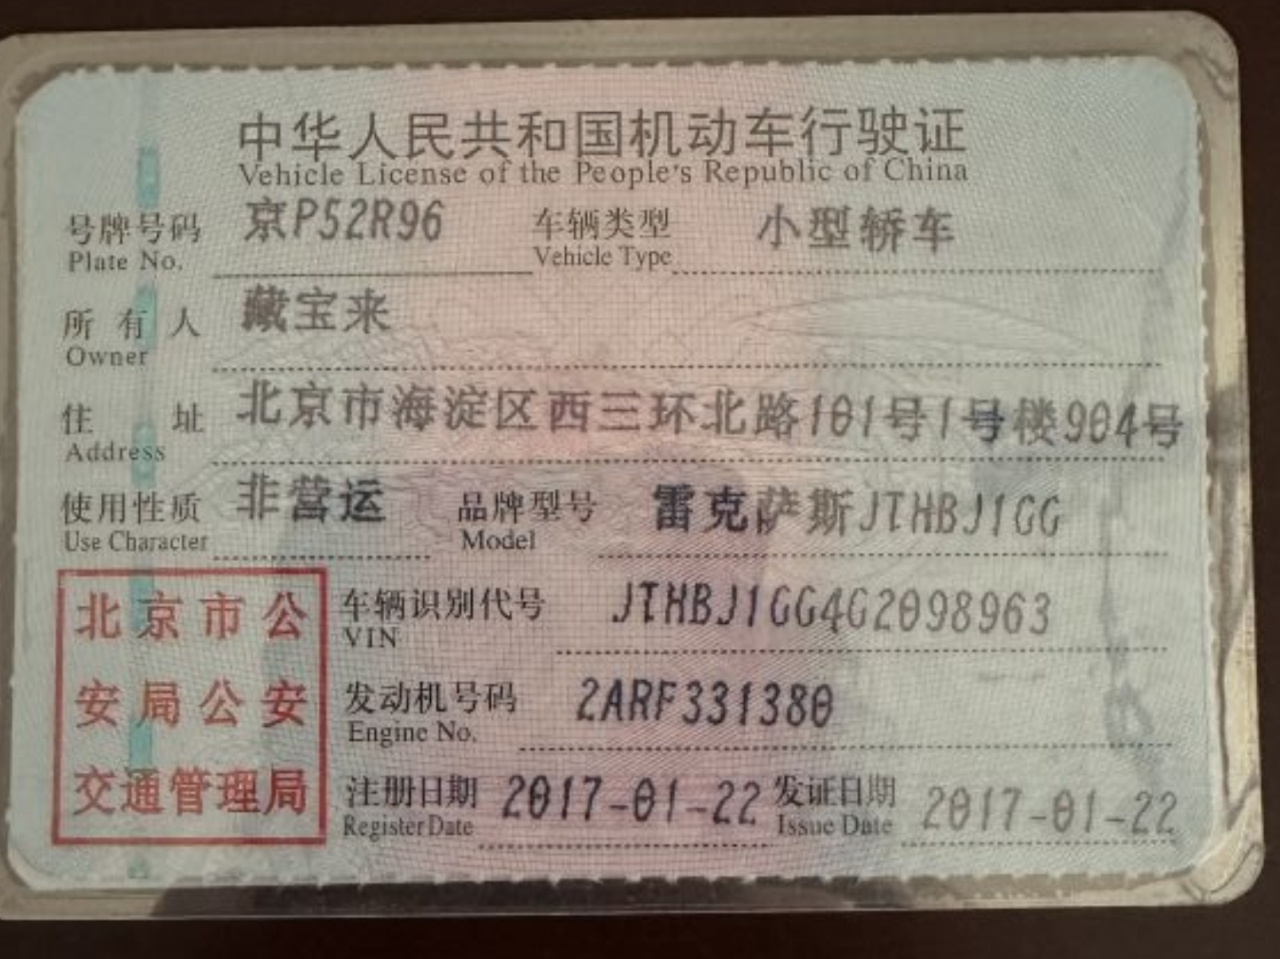 中华人民共和国机动车行驶证
Vehicle License of the People's Republic of China
号牌号码 京P52R96 车辆类型 小型轿车
Plate No. Vehicle Type
所有人 藏宝来
Owner
住址 北京市海淀区西三环北路101号1号楼904号
Address
使用性质 非营运 品牌型号 雷克萨斯JTHBJ1GG
Use Character Model
北京市公
安局公安
交通管理局
车辆识别代号 JTHBJ1GG4G2098963
VIN
发动机号码 2ARF331380
Engine No.
注册日期 2017-01-22 发证日期 2017-01-22
Register Date Issue Date